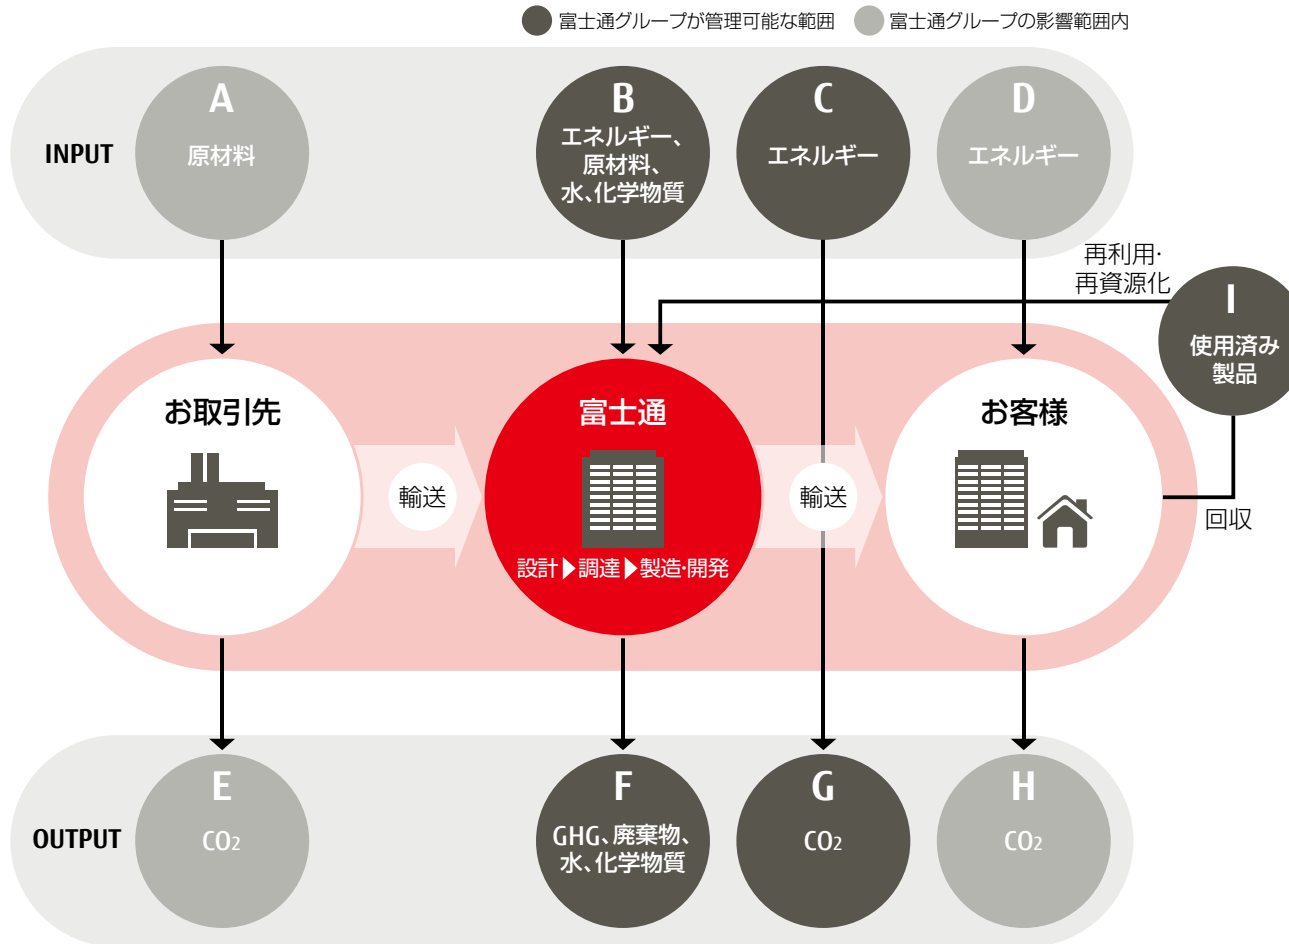 富士通グループが管理可能な範囲
富士通グループの影響範囲内
INPUT
A
原材料
B
エネルギー、
原材料、
水、化学物質
C
エネルギー
D
エネルギー
再利用・
再資源化
I
使用済み
製品
お取引先
輸送
富士通
設計▶調達▶製造・開発
輸送
お客様
回収
OUTPUT
E
CO2
F
GHG、廃棄物、
水、化学物質
G
CO2
H
CO2